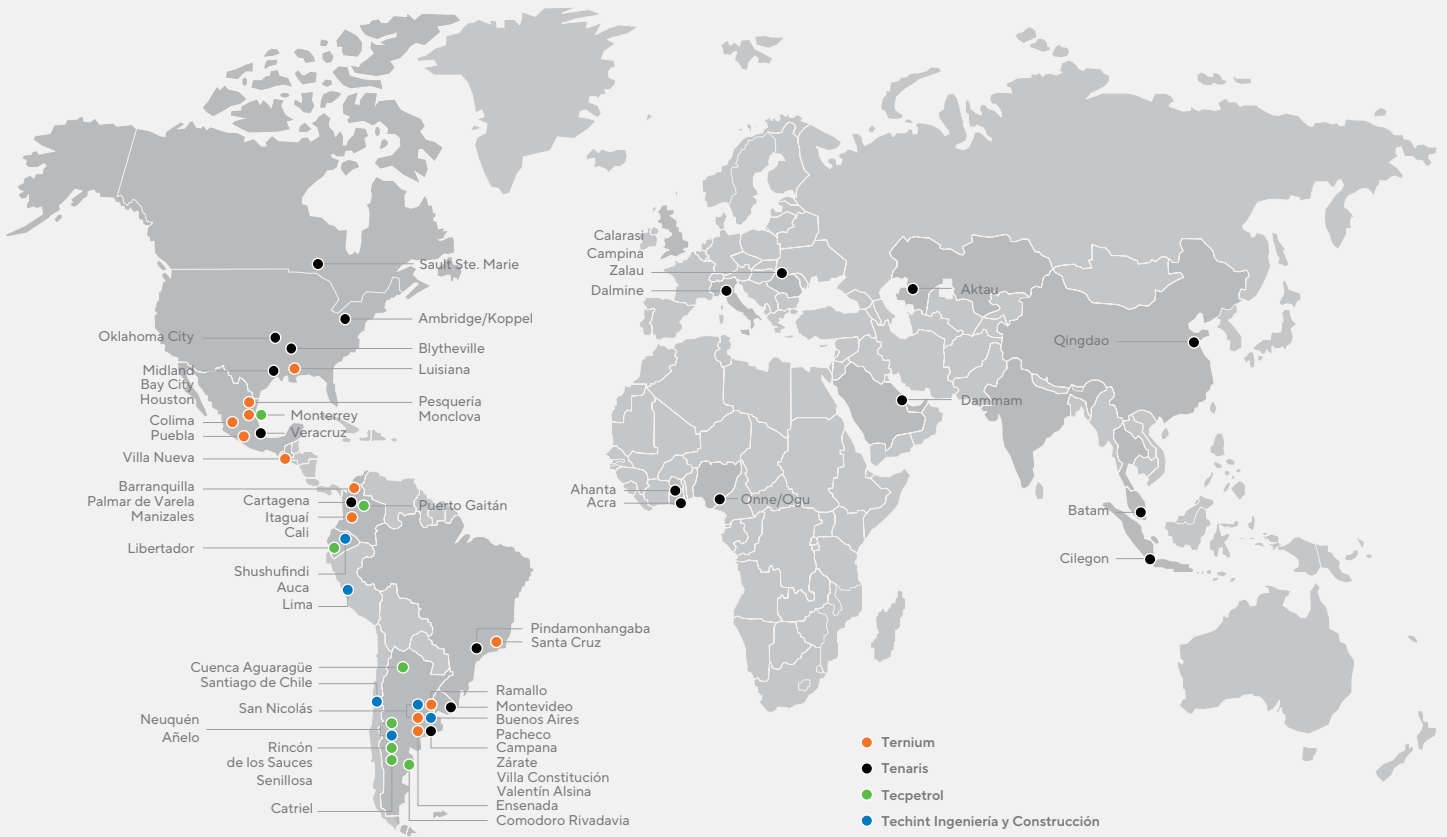 Sault Ste. Marie
Ambridge/Koppel
Oklahoma City
Blytheville
Midland
Luisiana
Bay City
Houston
Pesquería
Monterrey
Monclova
Colima
Veracruz
Puebla
Villa Nueva
Barranquilla
Palmar de Varela
Manizales
Cartagena
Puerto Gaitán
Itaguaí
Cali
Libertador
Shushufindi
Auca
Lima
Pindamonhangaba
Santa Cruz
Cuenca Aguaragüe
Santiago de Chile
San Nicolás
Neuquén
Añelo
Rincón
de los Sauces
Senillosa
Catriel
Ramallo
Montevideo
Buenos Aires
Pacheco
Campana
Zárate
Villa Constitución
Valentín Alsina
Ensenada
Comodoro Rivadavia
Calarasi
Campina
Zalau
Dalmine
Aktau
Qingdao
Dammam
Ahanta
Acra
Onne/Ogu
Batam
Cilegon
Ternium
Tenaris
Tecpetrol
Techint Ingeniería y Construcción